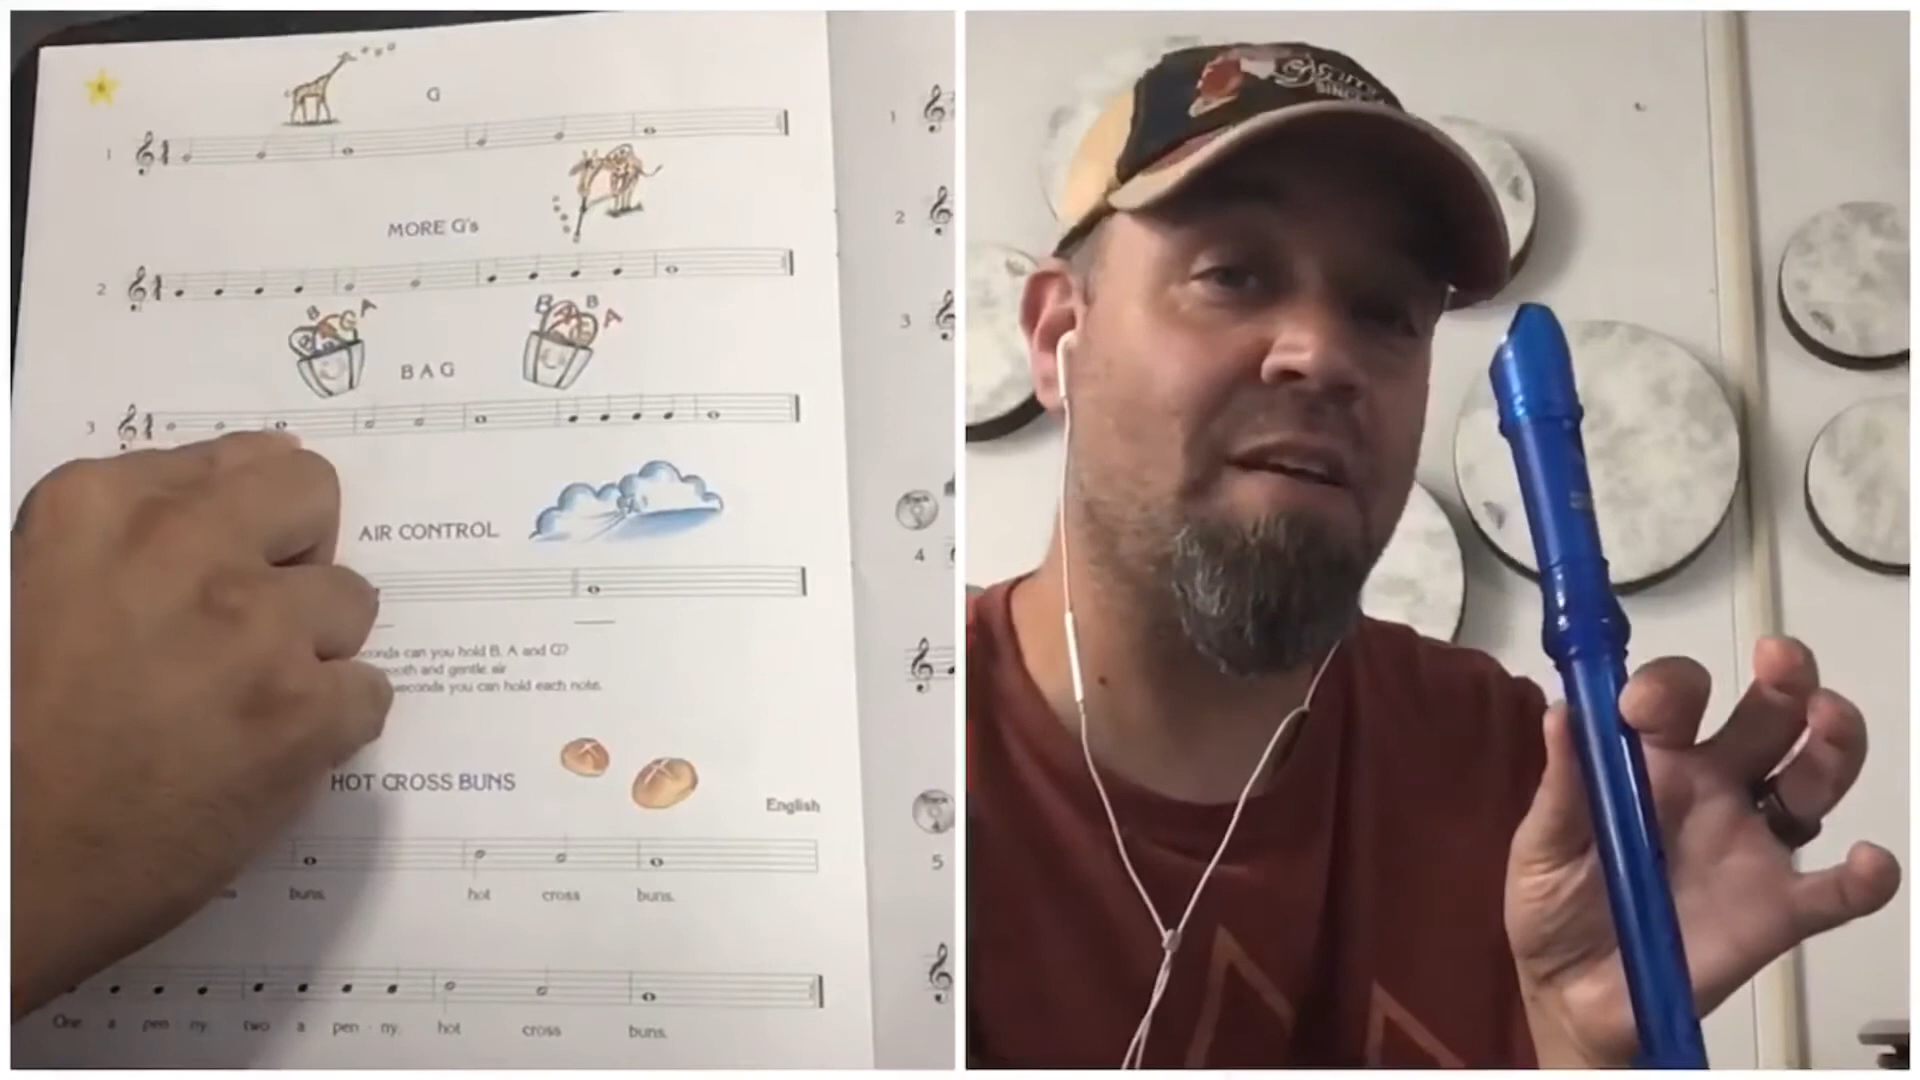 G
1
MORE G's
2
B A G A
B A B A
B A G
3
AIR CONTROL
can you hold B, A and G?
and gentle air
seconds you can hold each note.
HOT CROSS BUNS
English
buns, hot cross buns.
One a pen - ny, two a pen - ny, hot cross buns.
1
2
3
4
5
SINCE